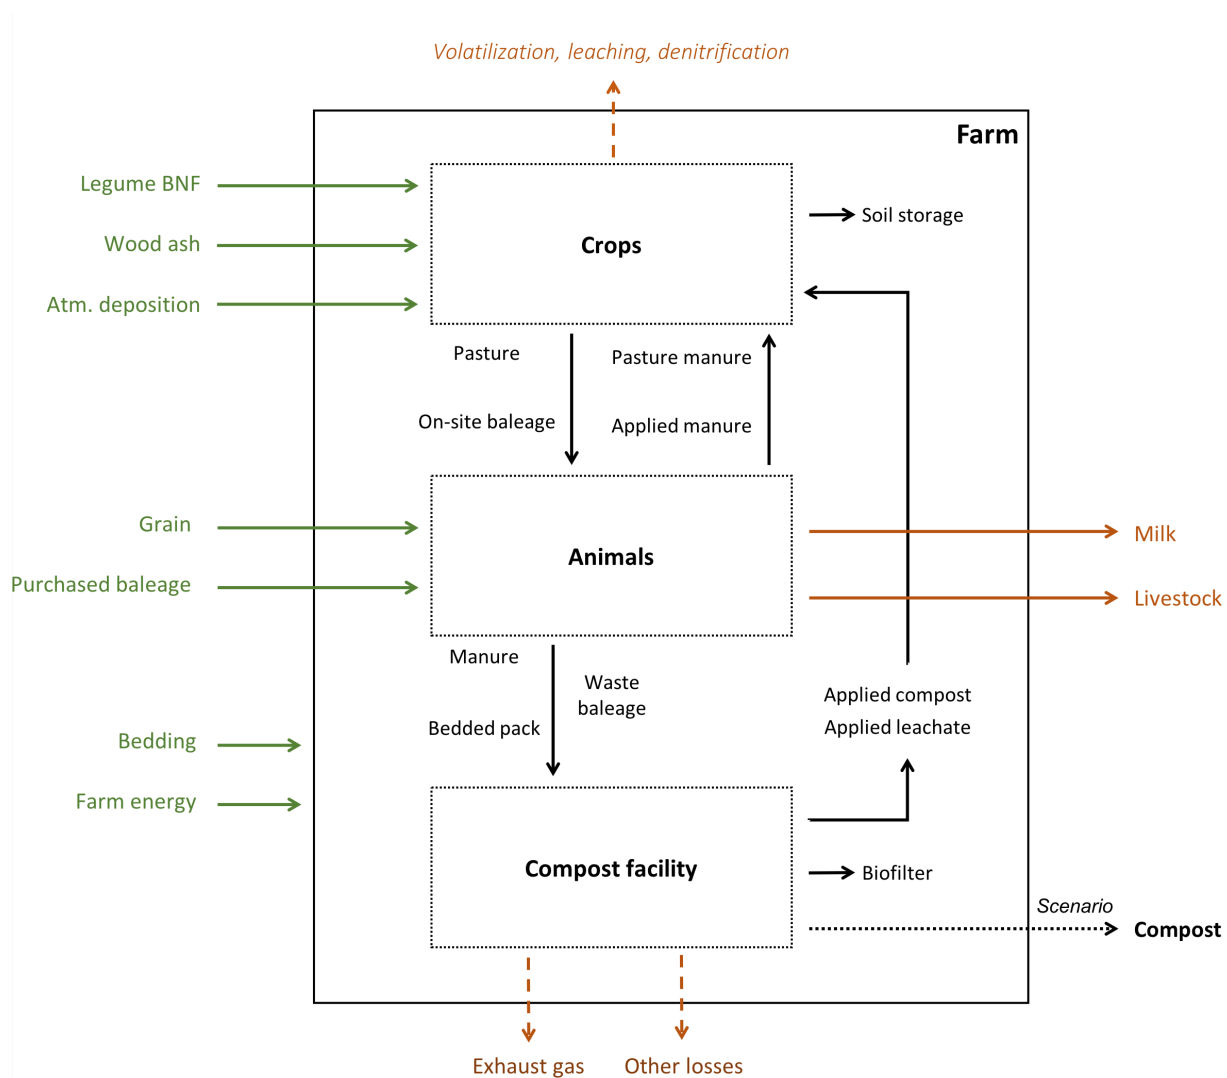 Volatilization, leaching, denitrification
Farm
Legume BNF
Wood ash
Atm. deposition
Crops
Soil storage
Pasture
Pasture manure
On-site baleage
Applied manure
Grain
Purchased baleage
Animals
Milk
Livestock
Manure
Waste
baleage
Bedded pack
Applied compost
Applied leachate
Bedding
Farm energy
Compost facility
Biofilter
Scenario
Compost
Exhaust gas
Other losses